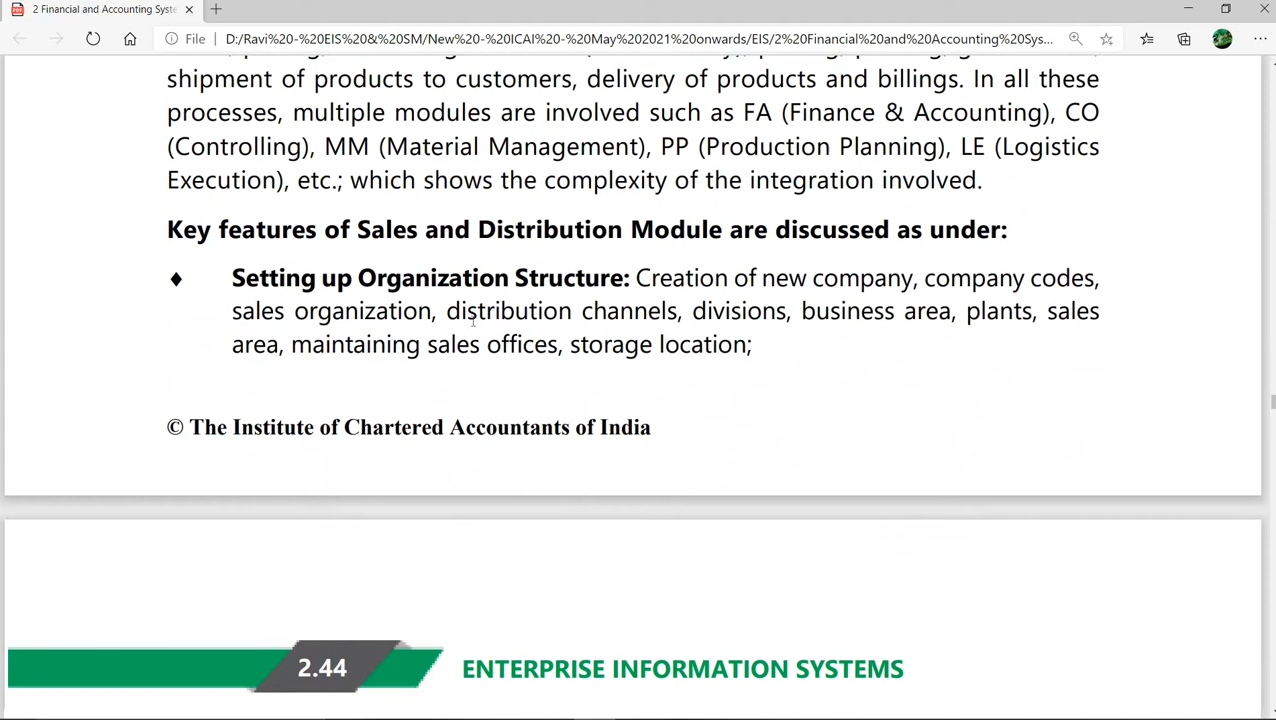 2 Financial and Accounting Syste
File
D:/Ravi%20-%20EIS%20&%20SM/New%20-%20ICAI%20-%20May%202021%20onwards/EIS/2%20Financial%20and%20Accounting%20Sys...
shipment of products to customers, delivery of products and billings. In all these
processes, multiple modules are involved such as FA (Finance & Accounting), CO
(Controlling), MM (Material Management), PP (Production Planning), LE (Logistics
Execution), etc.; which shows the complexity of the integration involved.
Key features of Sales and Distribution Module are discussed as under:
♦ Setting up Organization Structure: Creation of new company, company codes,
sales organization, distribution channels, divisions, business area, plants, sales
area, maintaining sales offices, storage location;
© The Institute of Chartered Accountants of India
2.44
ENTERPRISE INFORMATION SYSTEMS